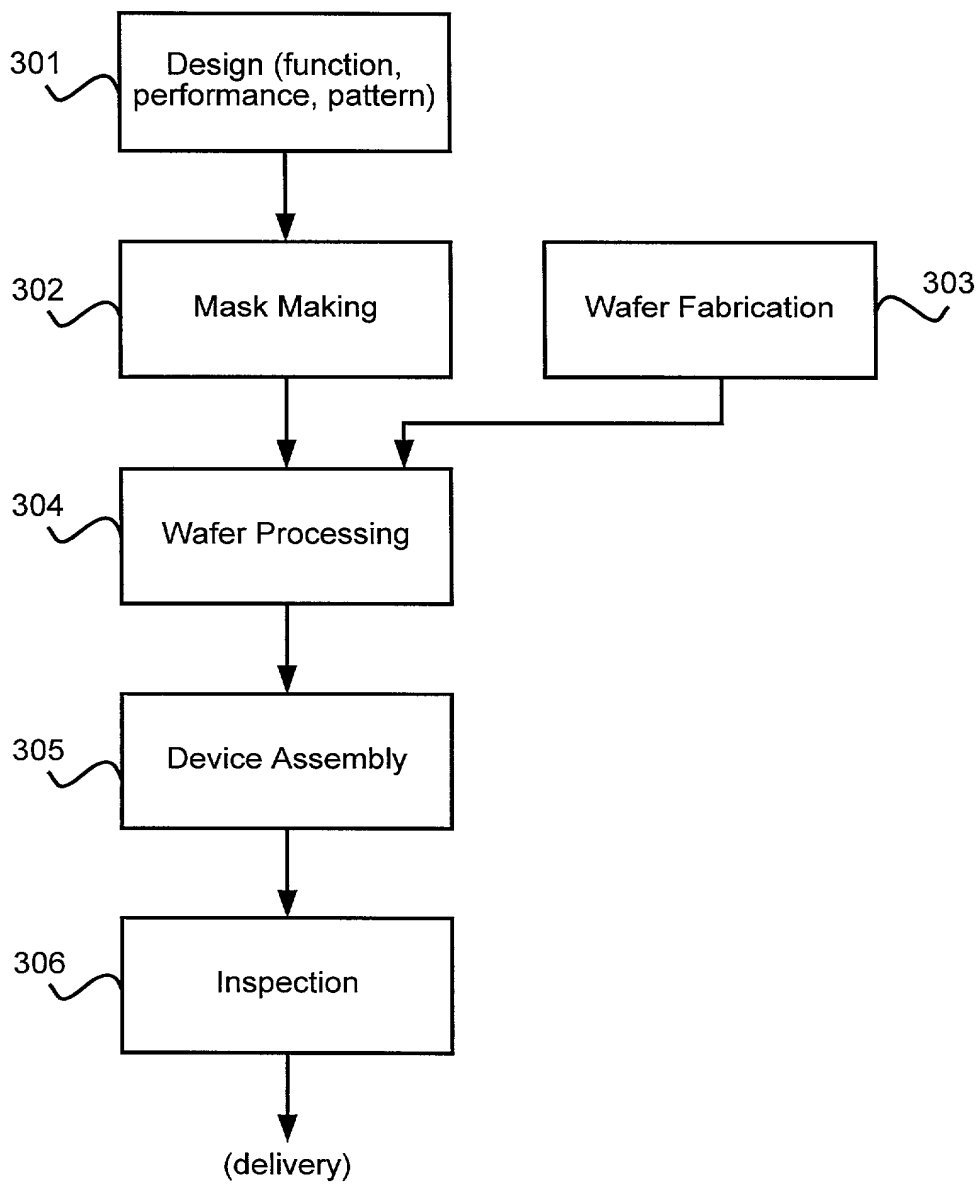 301
Design (function,
performance, pattern)
302
Mask Making
Wafer Fabrication
303
304
Wafer Processing
305
Device Assembly
306
Inspection
(delivery)